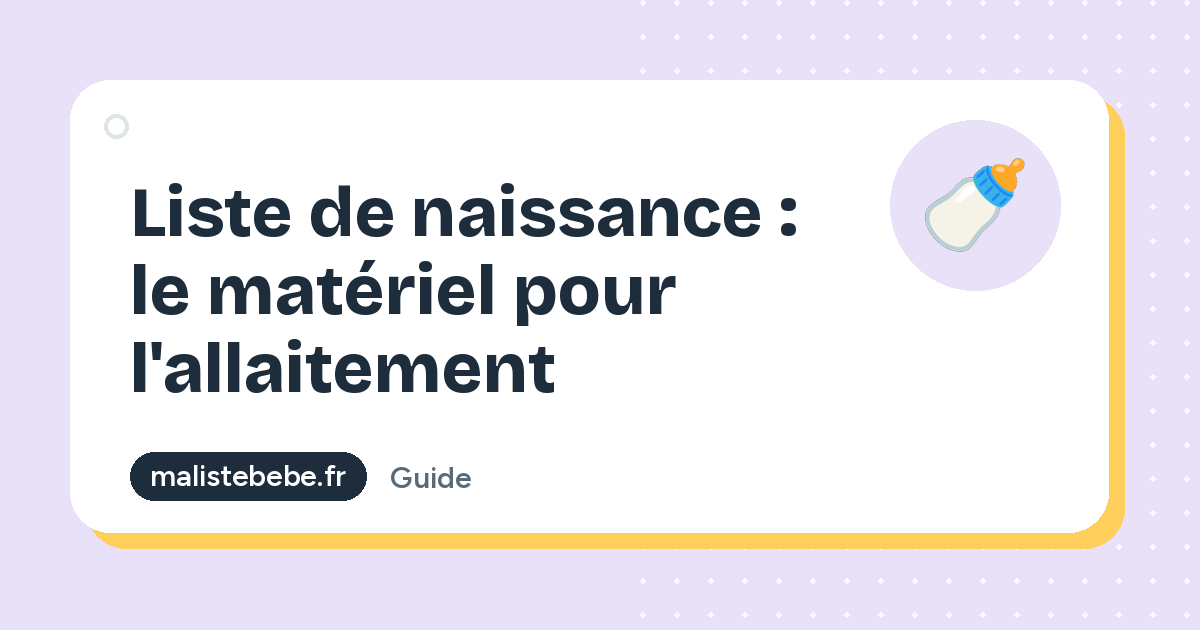 Liste de naissance :
le matériel pour
l'allaitement
malistebebe.fr
Guide